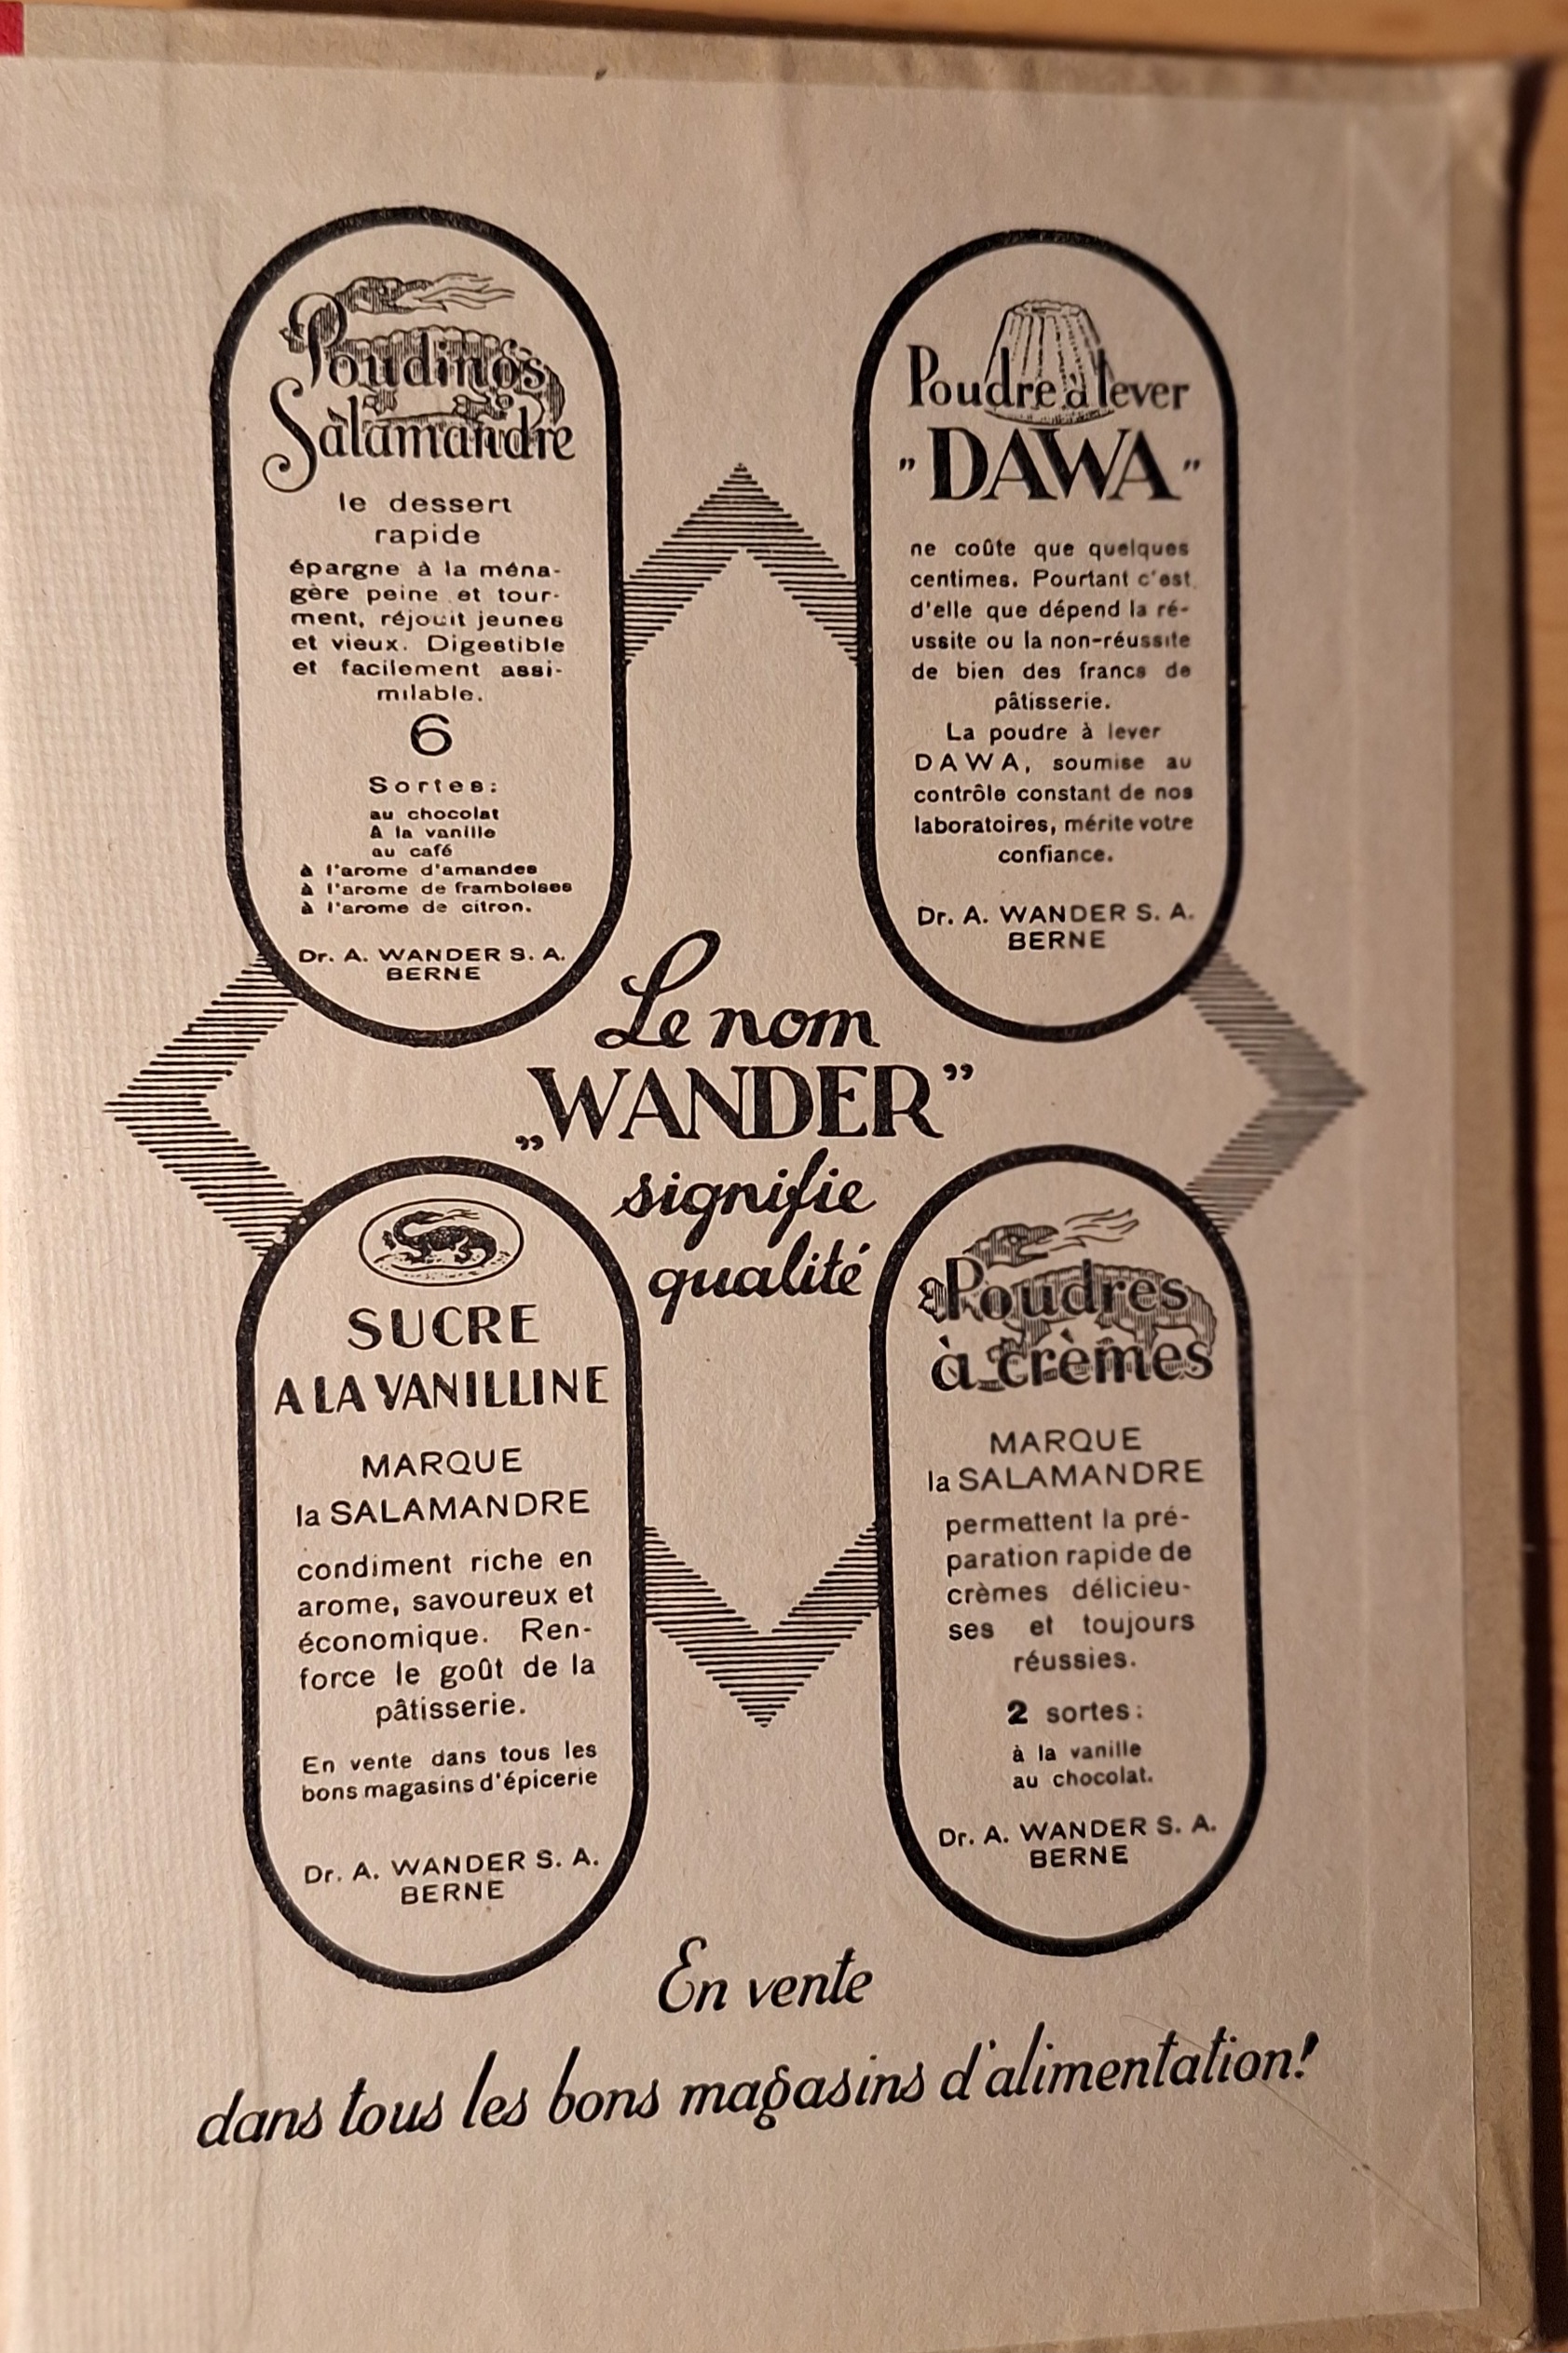 Poudings
Salamandre
le dessert
rapide
épargne à la ména-
gère peine et tour-
ment, réjouit jeunes
et vieux. Digestible
et facilement assi-
milable.
6
Sortes:
au chocolat
à la vanille
au café
à l'arome d'amandes
à l'arome de framboises
à l'arome de citron.
Dr. A. WANDER S. A.
BERNE
Poudre à lever
"DAWA"
ne coûte que quelques
centimes. Pourtant c'est
d'elle que dépend la ré-
ussite ou la non-réussite
de bien des francs de
pâtisserie.
La poudre à lever
DAWA, soumise au
contrôle constant de nos
laboratoires, mérite votre
confiance.
Dr. A. WANDER S. A.
BERNE
Le nom
„WANDER”
signifie
qualité
SUCRE
A LA VANILLINE
MARQUE
la SALAMANDRE
condiment riche en
arome, savoureux et
économique. Ren-
force le goût de la
pâtisserie.
En vente dans tous les
bons magasins d'épicerie
Dr. A. WANDER S. A.
BERNE
Poudres
à crèmes
MARQUE
la SALAMANDRE
permettent la pré-
paration rapide de
crèmes délicieu-
ses et toujours
réussies.
2 sortes:
à la vanille
au chocolat.
Dr. A. WANDER S. A.
BERNE
En vente
dans tous les bons magasins d'alimentation!